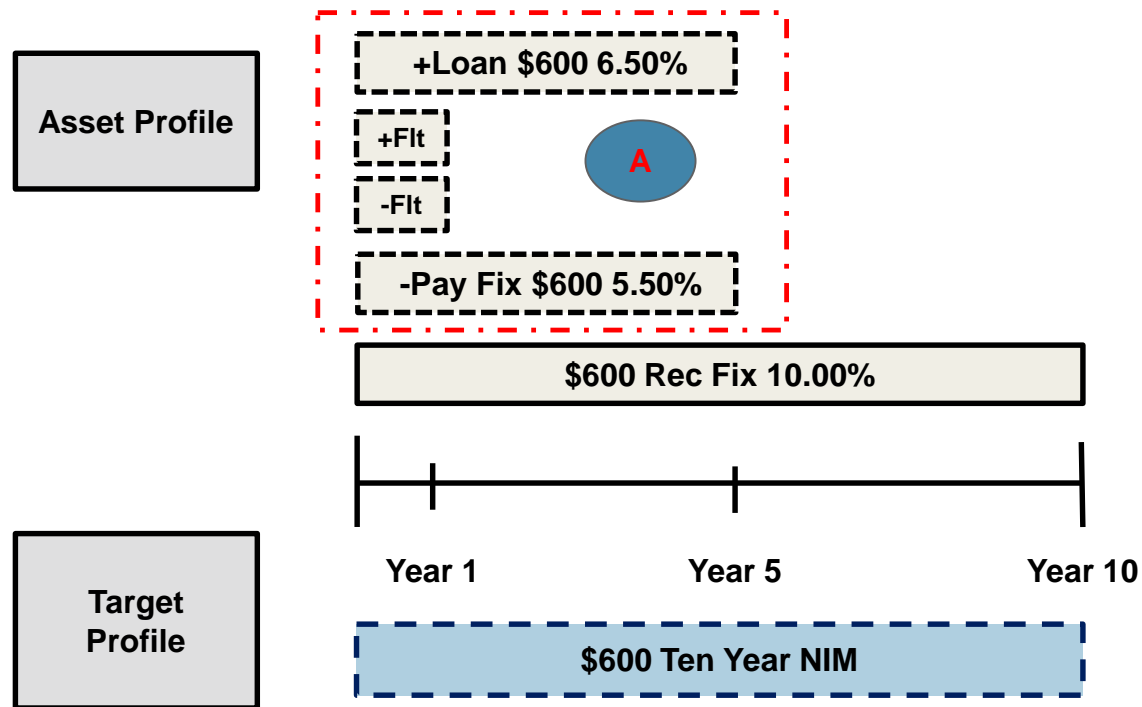 +Loan $600 6.50%
Asset Profile
+Flt
A
-Flt
-Pay Fix $600 5.50%
$600 Rec Fix 10.00%
Year 1
Year 5
Year 10
Target
Profile
$600 Ten Year NIM